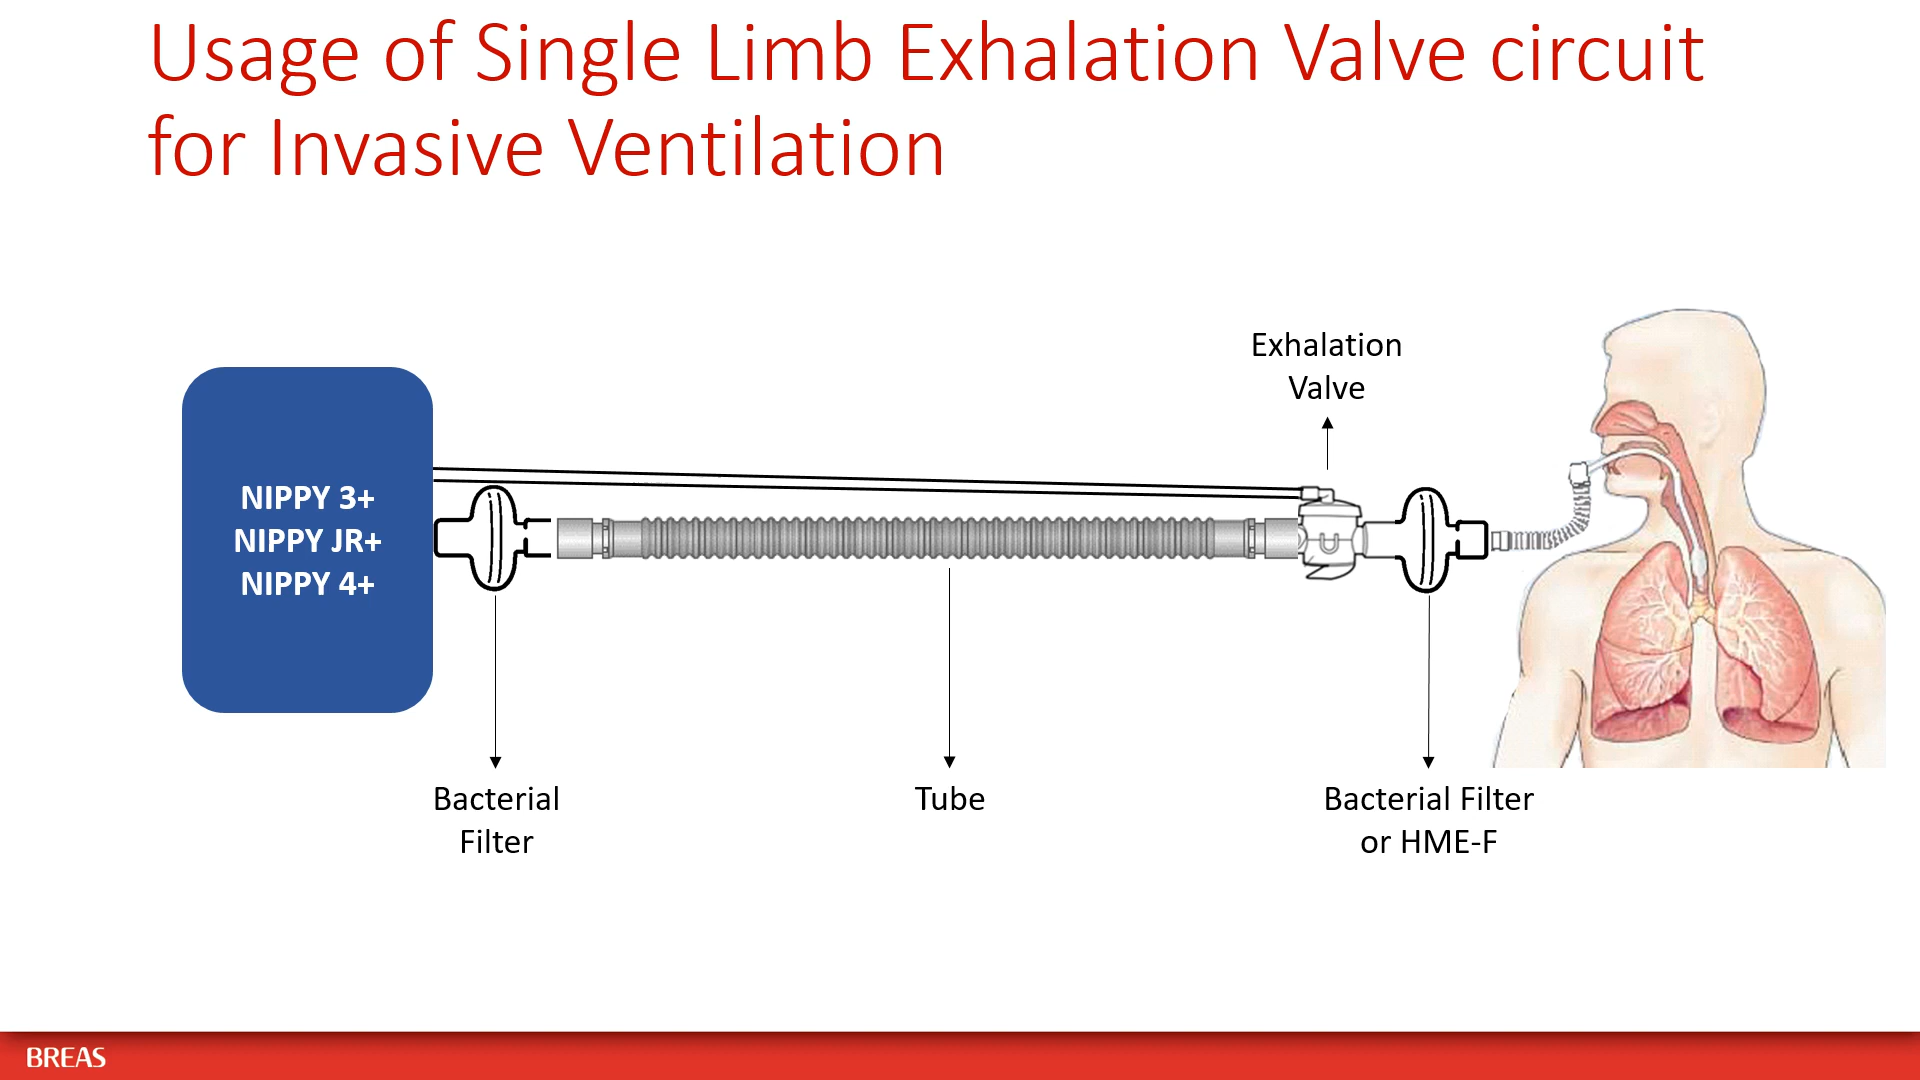 Usage of Single Limb Exhalation Valve circuit
for Invasive Ventilation
Exhalation
Valve
NIPPY 3+
NIPPY JR+
NIPPY 4+
Bacterial
Filter
Tube
Bacterial Filter
or HME-F
BREAS